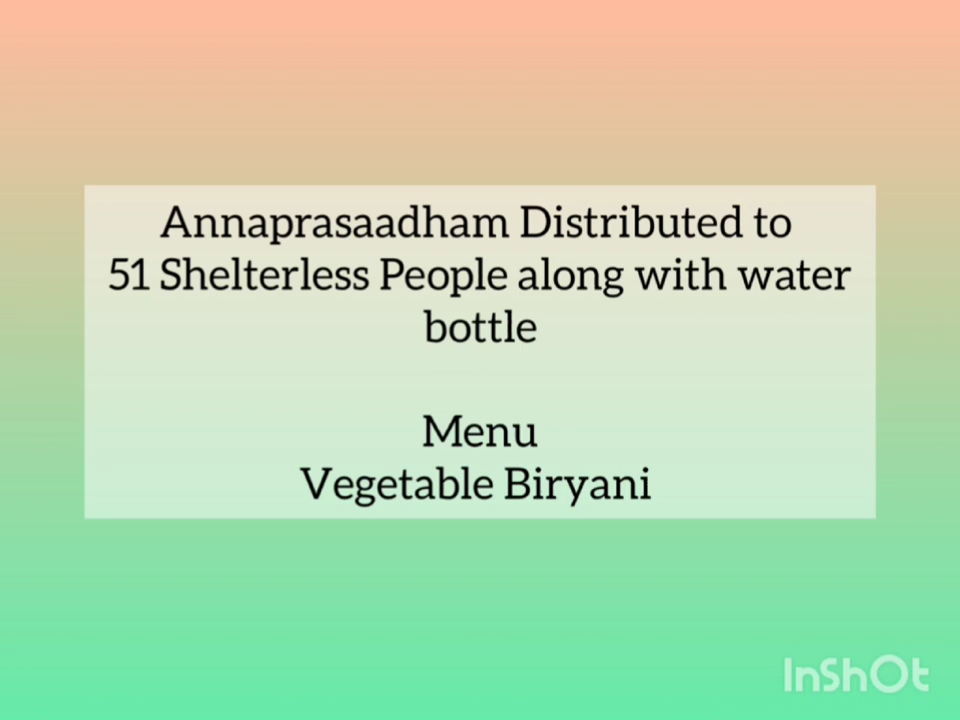 Annaprasaadham Distributed to
51 Shelterless People along with water
bottle
Menu
Vegetable Biryani
InShOt